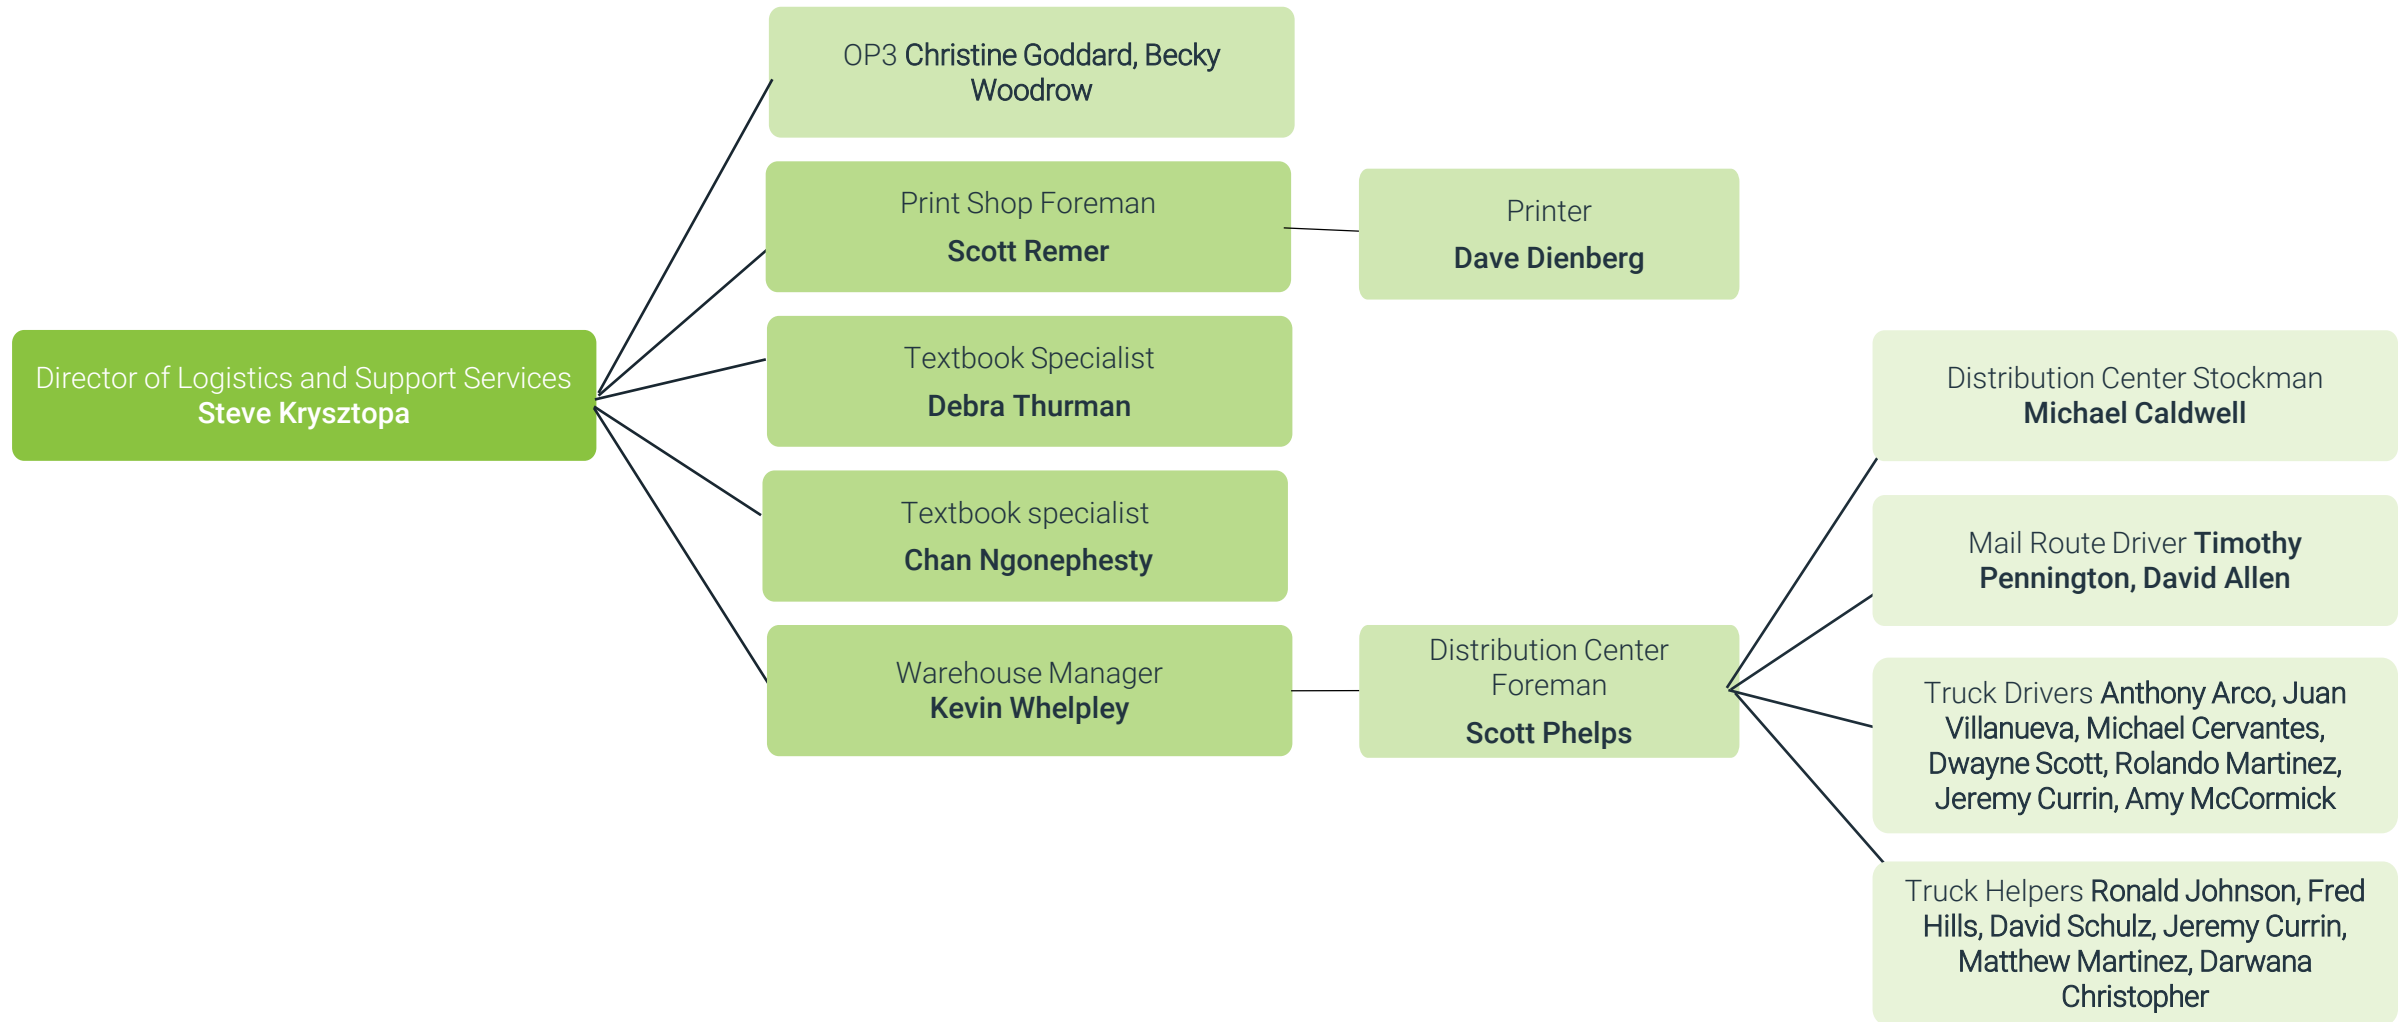 OP3 Christine Goddard, Becky
Woodrow
Print Shop Foreman
Scott Remer
Printer
Dave Dienberg
Director of Logistics and Support Services
Steve Krysztopa
Textbook Specialist
Debra Thurman
Textbook specialist
Chan Ngonephesty
Warehouse Manager
Kevin Whelpley
Distribution Center
Foreman
Scott Phelps
Distribution Center Stockman
Michael Caldwell
Mail Route Driver Timothy
Pennington, David Allen
Truck Drivers Anthony Arco, Juan
Villanueva, Michael Cervantes,
Dwayne Scott, Rolando Martinez,
Jeremy Currin, Amy McCormick
Truck Helpers Ronald Johnson, Fred
Hills, David Schulz, Jeremy Currin,
Matthew Martinez, Darwana
Christopher